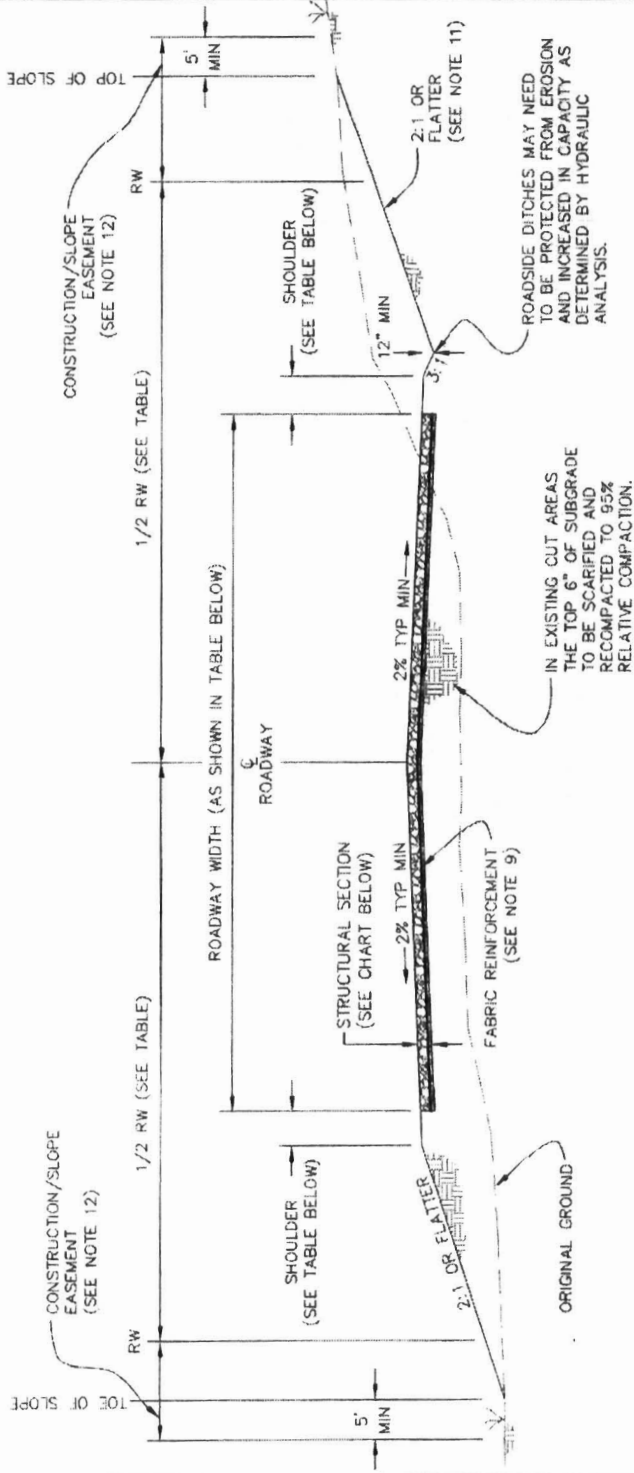 CONSTRUCTION/SLOPE
EASEMENT
(SEE NOTE 12)
TOE OF SLOPE
5'
MIN
RW
1/2 RW (SEE TABLE)
1/2 RW (SEE TABLE)
RW
CONSTRUCTION/SLOPE
EASEMENT
(SEE NOTE 12)
TOP OF SLOPE
5'
MIN
ROADWAY WIDTH (AS SHOWN IN TABLE BELOW)
℄
ROADWAY
SHOULDER
(SEE TABLE BELOW)
SHOULDER
(SEE TABLE BELOW)
STRUCTURAL SECTION
(SEE CHART BELOW)
2% TYP MIN
2% TYP MIN
12" MIN
3:1
2:1 OR FLATTER
2:1 OR
FLATTER
(SEE NOTE 11)
ORIGINAL GROUND
FABRIC REINFORCEMENT
(SEE NOTE 9)
IN EXISTING CUT AREAS
THE TOP 6" OF SUBGRADE
TO BE SCARIFIED AND
RECOMPACTED TO 95%
RELATIVE COMPACTION.
ROADSIDE DITCHES MAY NEED
TO BE PROTECTED FROM EROSION
AND INCREASED IN CAPACITY AS
DETERMINED BY HYDRAULIC
ANALYSIS.